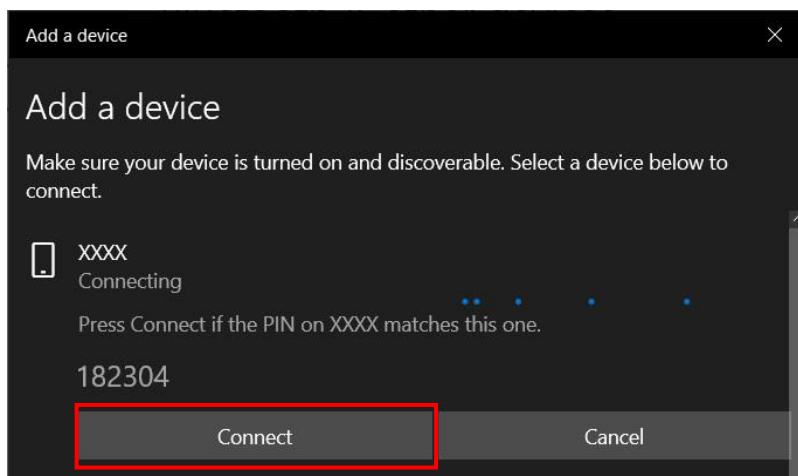 Add a device
Add a device
Make sure your device is turned on and discoverable. Select a device below to
connect.
XXXX
Connecting
Press Connect if the PIN on XXXX matches this one.
182304
Connect
Cancel